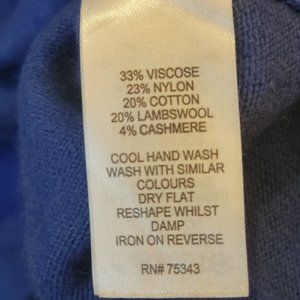 33% VISCOSE
23% NYLON
20% COTTON
20% LAMBSWOOL
4% CASHMERE
COOL HAND WASH
WASH WITH SIMILAR
COLOURS
DRY FLAT
RESHAPE WHILST
DAMP
IRON ON REVERSE
RN# 75343